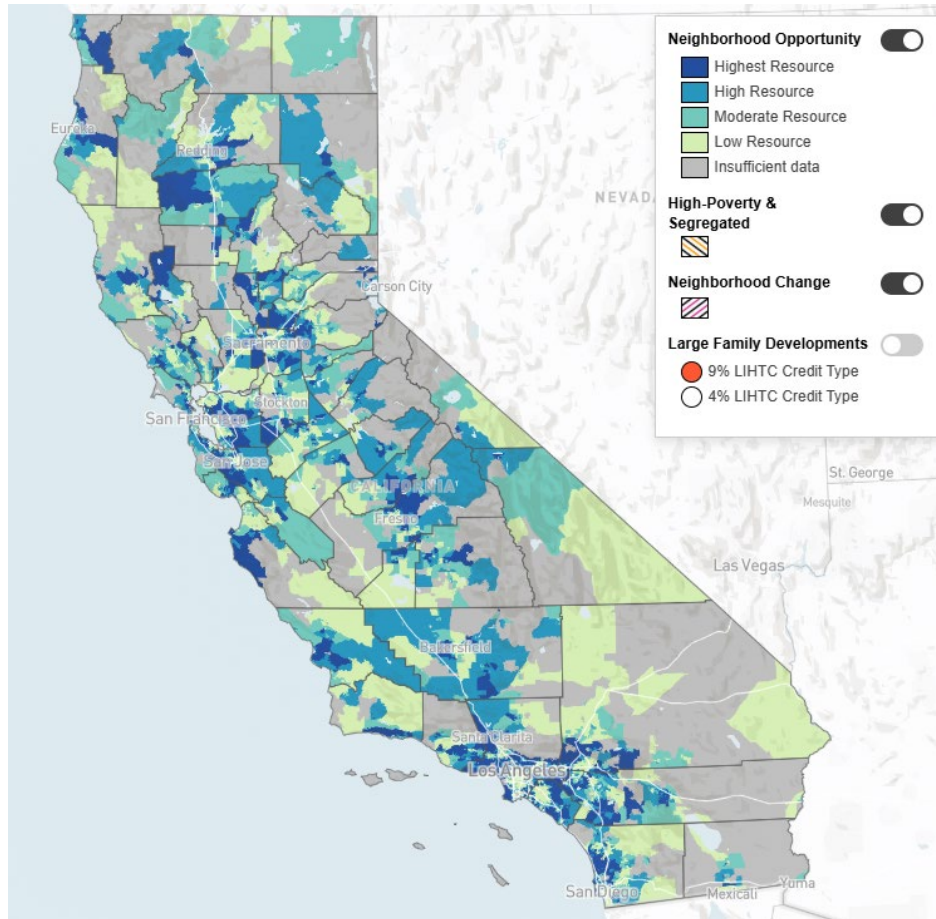 Neighborhood Opportunity
Highest Resource
High Resource
Moderate Resource
Low Resource
Insufficient data
High-Poverty &
Segregated
Neighborhood Change
Large Family Developments
9% LIHTC Credit Type
4% LIHTC Credit Type
Eureka
Redding
NEVADA
Carson City
Sacramento
Stockton
San Francisco
San Jose
CALIFORNIA
Fresno
St. George
Mesquite
Las Vegas
Bakersfield
Santa Clarita
Los Angeles
San Diego
Mexicali
Yuma